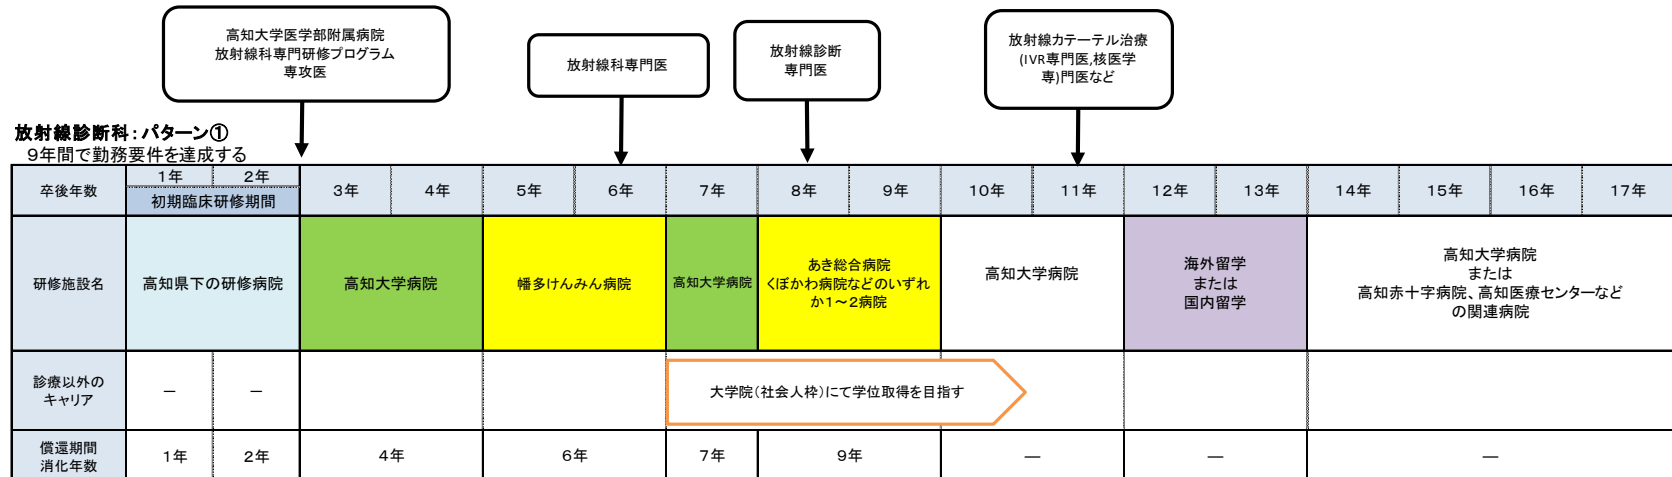 高知大学医学部附属病院
放射線科専門研修プログラム
専攻医
放射線科専門医
放射線診断
専門医
放射線カテーテル治療
(IVR専門医,核医学
専)門医など
放射線診断科：パターン①
9年間で勤務要件を達成する
卒後年数
1年
2年
初期臨床研修期間
3年
4年
5年
6年
7年
8年
9年
10年
11年
12年
13年
14年
15年
16年
17年
研修施設名
高知県下の研修病院
高知大学病院
幡多けんみん病院
高知大学病院
あき総合病院
くぼかわ病院などのいずれ
か1～2病院
高知大学病院
海外留学
または
国内留学
高知大学病院
または
高知赤十字病院、高知医療センターなど
の関連病院
診療以外の
キャリア
－
－
大学院（社会人枠）にて学位取得を目指す
償還期間
消化年数
1年
2年
4年
6年
7年
9年
―
―
―